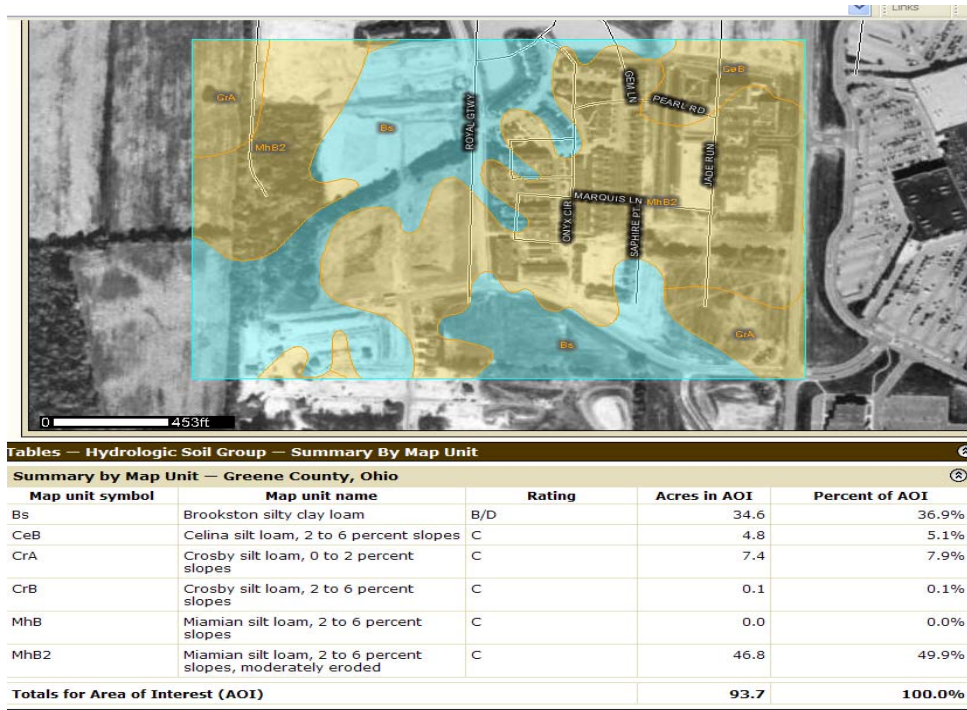 Links
CrA
MhB2
Bs
ROYAL GTWY
GEM LN
CeB
PEARL RD
JADE RUN
MARQUIS LN
MhB2
ONYX CIR
SAPHIRE PT
CrA
Bs
0 453ft
Tables — Hydrologic Soil Group — Summary By Map Unit
Summary by Map Unit — Greene County, Ohio
Map unit symbol Map unit name Rating Acres in AOI Percent of AOI
Bs Brookston silty clay loam B/D 34.6 36.9%
CeB Celina silt loam, 2 to 6 percent slopes C 4.8 5.1%
CrA Crosby silt loam, 0 to 2 percent C 7.4 7.9%
slopes
CrB Crosby silt loam, 2 to 6 percent C 0.1 0.1%
slopes
MhB Miamian silt loam, 2 to 6 percent C 0.0 0.0%
slopes
MhB2 Miamian silt loam, 2 to 6 percent C 46.8 49.9%
slopes, moderately eroded
Totals for Area of Interest (AOI) 93.7 100.0%